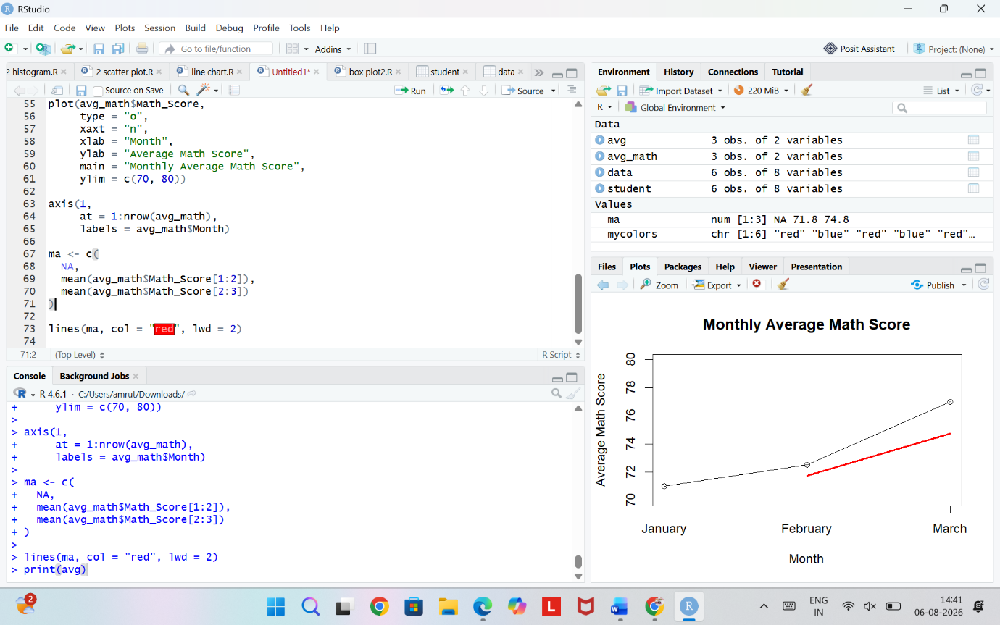 RStudio
File Edit Code View Plots Session Build Debug Profile Tools Help
Go to file/function Addins Posit Assistant Project: (None)
2 histogram.R 2 scatter plot.R line chart.R Untitled1* box plot2.R student data
Source on Save Run Source
55 plot(avg_math$Math_Score,
56 type = "o",
57 xaxt = "n",
58 xlab = "Month",
59 ylab = "Average Math Score",
60 main = "Monthly Average Math Score",
61 ylim = c(70, 80))
62
63 axis(1,
64 at = 1:nrow(avg_math),
65 labels = avg_math$Month)
66
67 ma <- c(
68 NA,
69 mean(avg_math$Math_Score[1:2]),
70 mean(avg_math$Math_Score[2:3])
71 )
72
73 lines(ma, col = "red", lwd = 2)
74
71:2 (Top Level) R Script
Console Background Jobs
R R 4.6.1 · C:/Users/amrut/Downloads/
+ ylim = c(70, 80))
>
> axis(1,
+ at = 1:nrow(avg_math),
+ labels = avg_math$Month)
>
> ma <- c(
+ NA,
+ mean(avg_math$Math_Score[1:2]),
+ mean(avg_math$Math_Score[2:3])
+ )
>
> lines(ma, col = "red", lwd = 2)
> print(avg)
Environment History Connections Tutorial
Import Dataset 220 MiB List
R Global Environment
Data
avg 3 obs. of 2 variables
avg_math 3 obs. of 2 variables
data 6 obs. of 8 variables
student 6 obs. of 8 variables
Values
ma num [1:3] NA 71.8 74.8
mycolors chr [1:6] "red" "blue" "red" "blue" "red"…
Files Plots Packages Help Viewer Presentation
Zoom Export Publish
Monthly Average Math Score
Average Math Score
80
78
76
74
72
70
January February March
Month
2
L
W
R
ENG
IN
14:41
06-08-2026